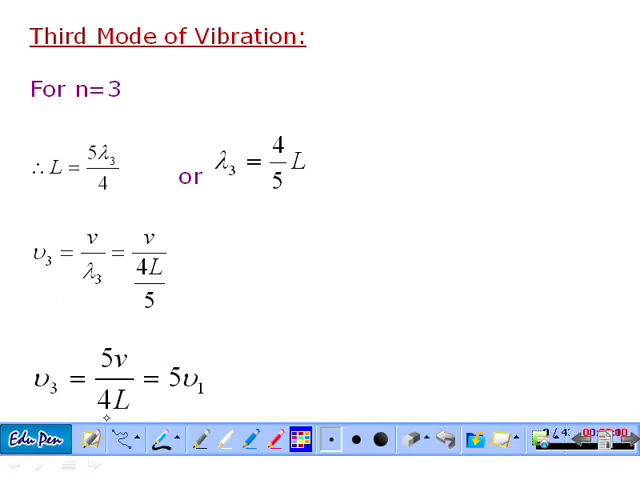 Third Mode of Vibration:
For n=3
∴ L = 5λ₃/4 or λ₃ = 4/5 L
υ₃ = v/λ₃ = v/(4L/5)
υ₃ = 5v/4L = 5υ₁
Edu Pen